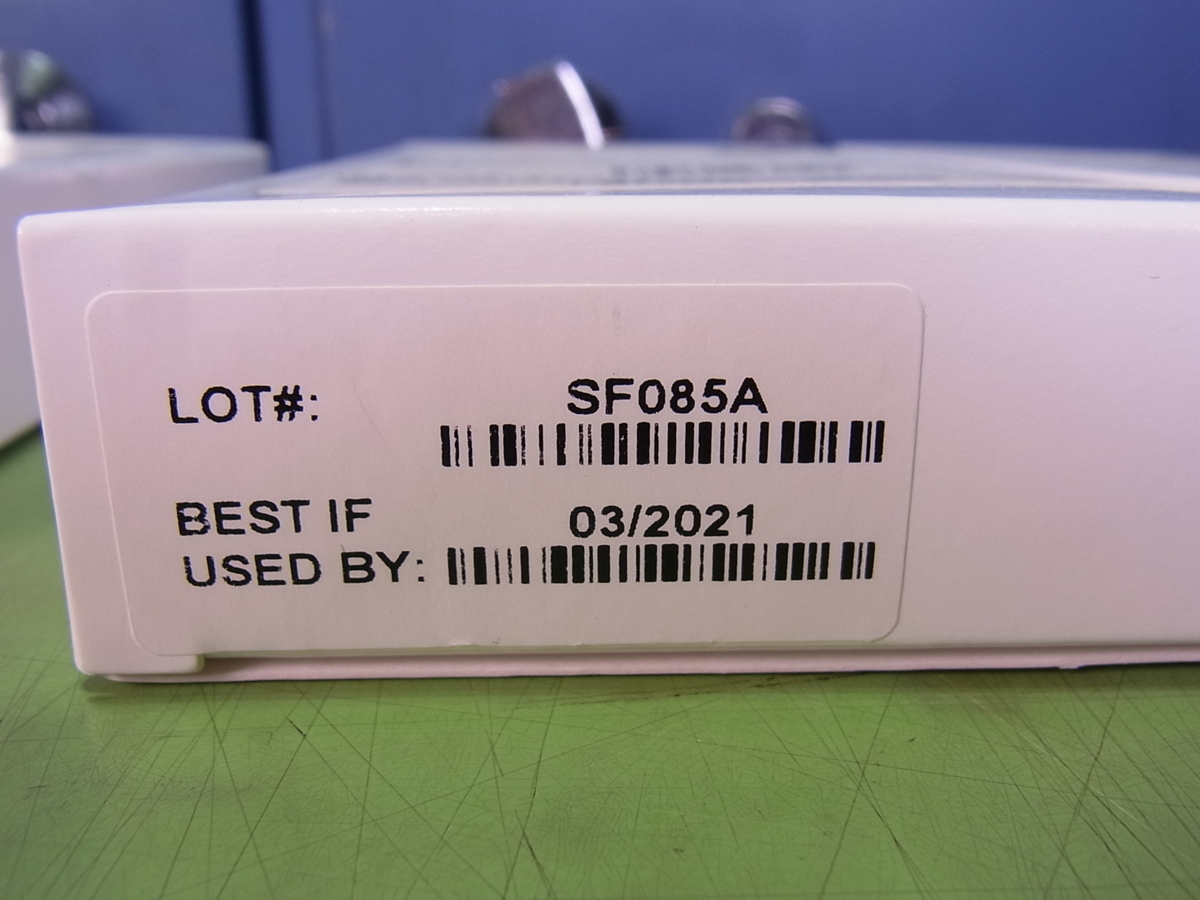 LOT#: SF085A
BEST IF 03/2021
USED BY: